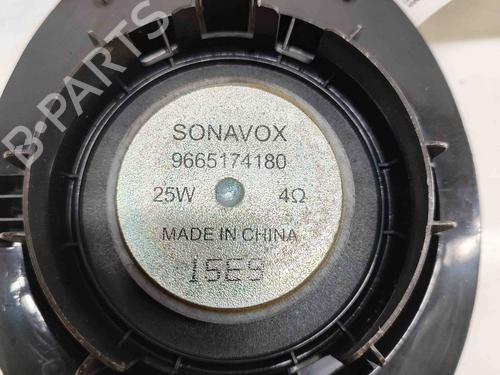 B-PARTS
SONAVOX
9665174180
25W 4Ω
MADE IN CHINA
15E9